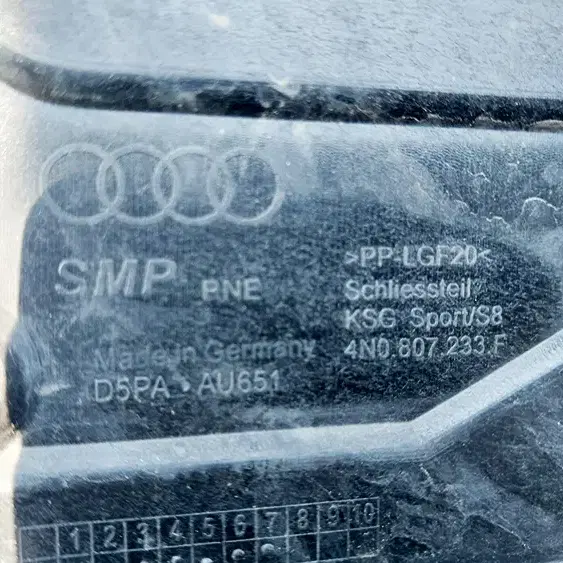 SMP RNE
Made in Germany
D5PA - AU651
>PP-LGF20<
Schliessteil
KSG Sport/S8
4N0.807.233.F
1 2 3 4 5 6 7 8 9 10